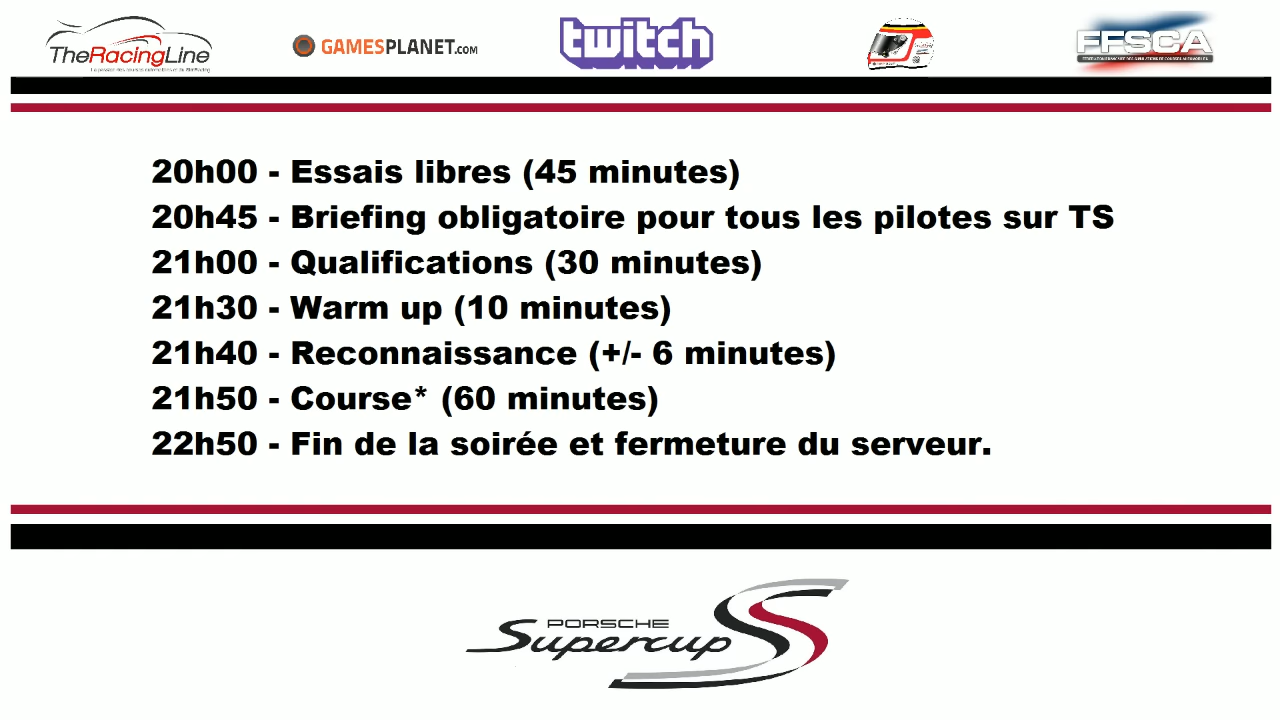 TheRacingLine
GAMESPLANET.COM
twitch
FFSCA
20h00 - Essais libres (45 minutes)
20h45 - Briefing obligatoire pour tous les pilotes sur TS
21h00 - Qualifications (30 minutes)
21h30 - Warm up (10 minutes)
21h40 - Reconnaissance (+/- 6 minutes)
21h50 - Course* (60 minutes)
22h50 - Fin de la soirée et fermeture du serveur.
PORSCHE
Supercup